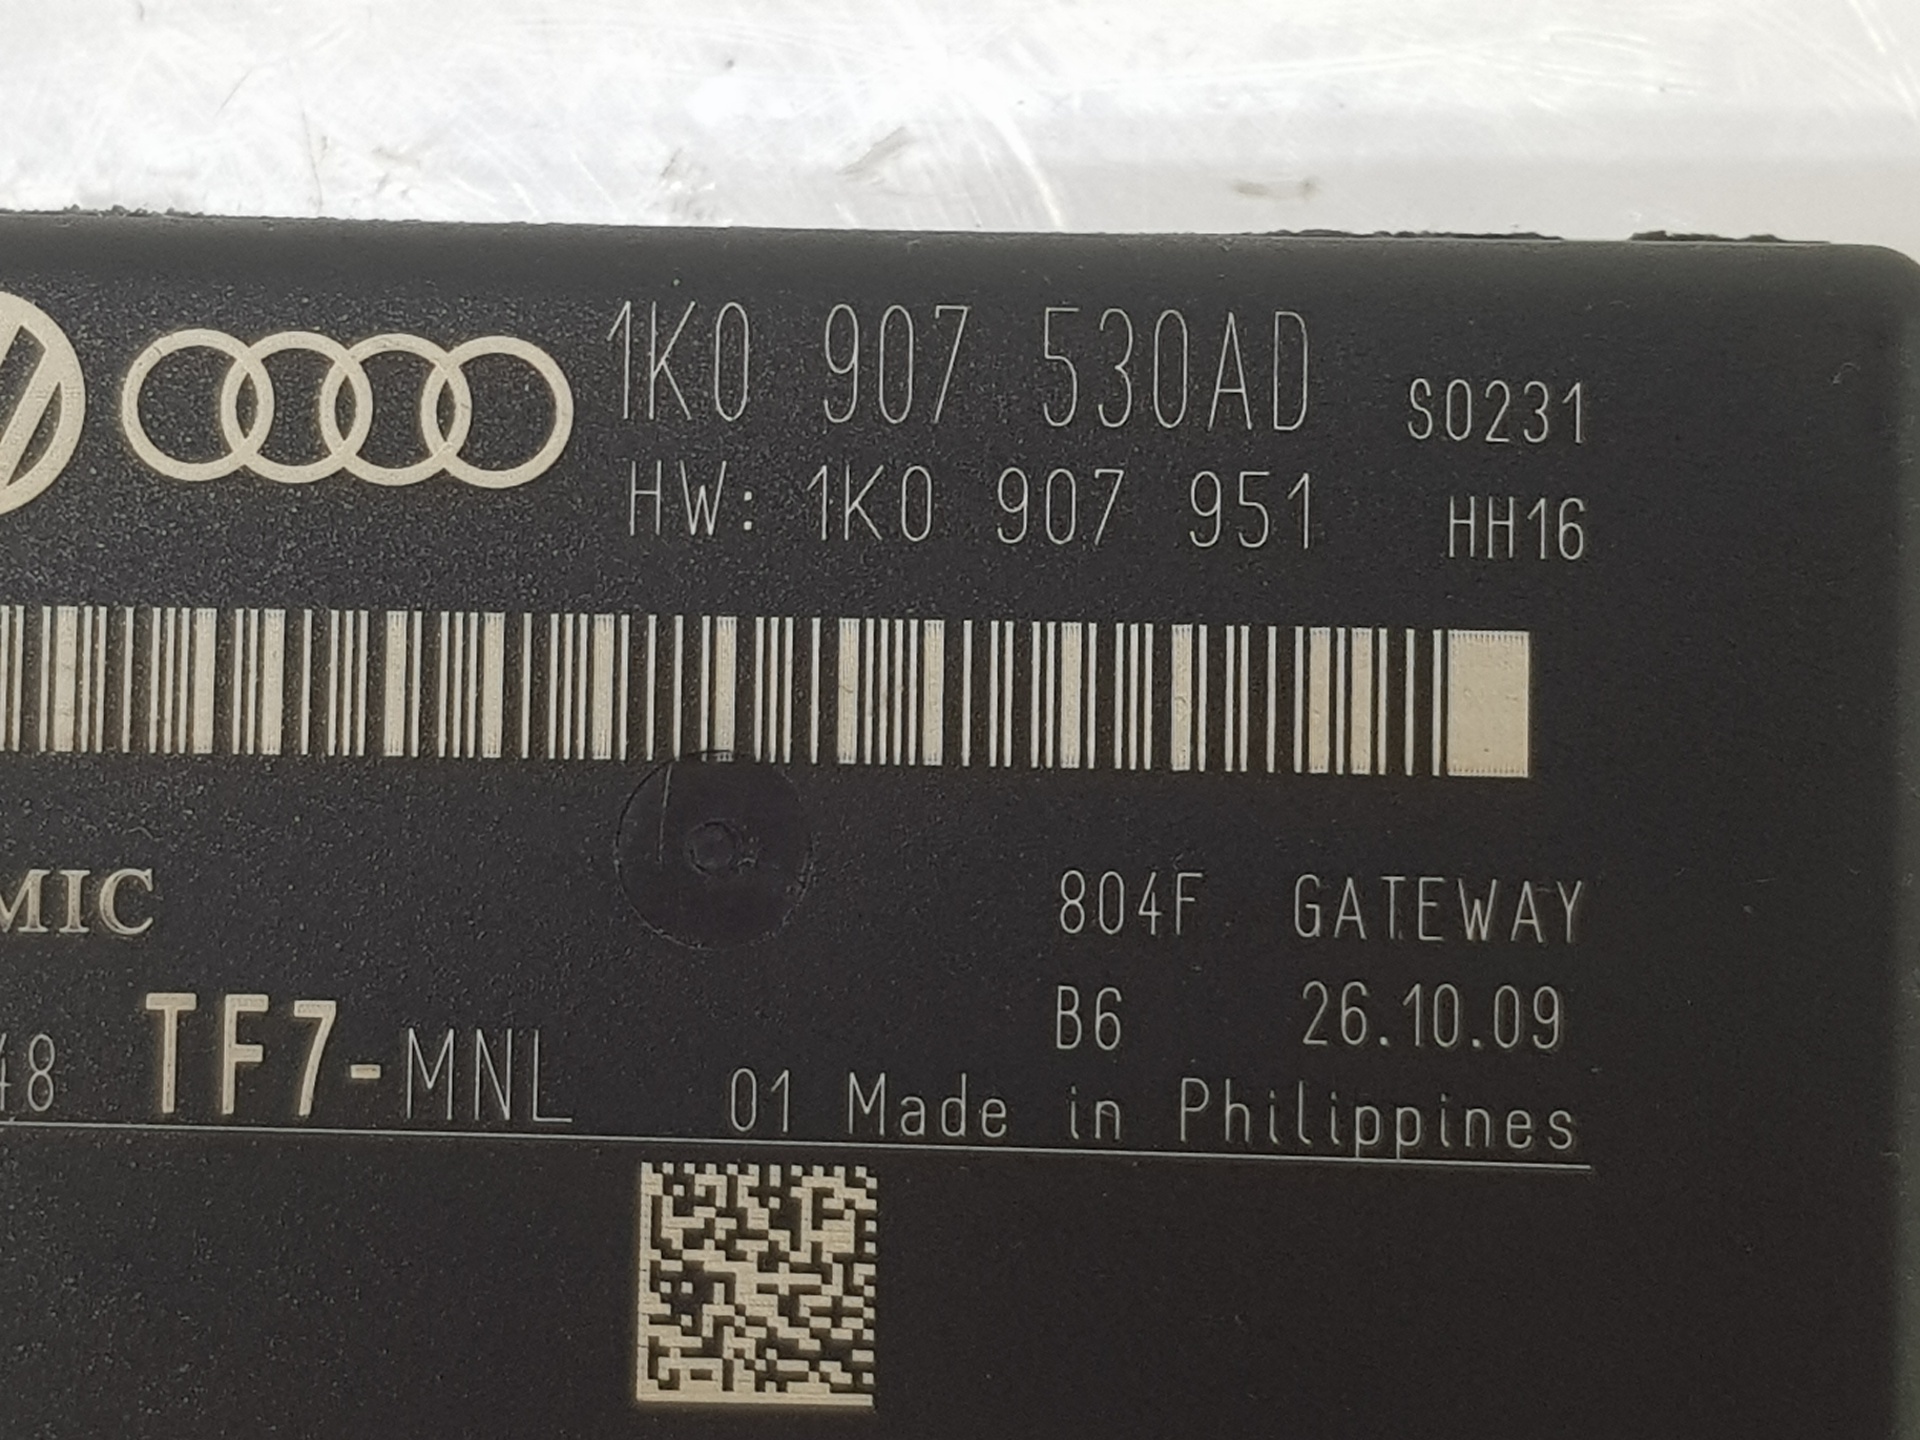 1K0 907 530AD S0231
HW: 1K0 907 951 HH16
MIC
804F GATEWAY
B6 26.10.09
48 TF7-MNL 01 Made in Philippines